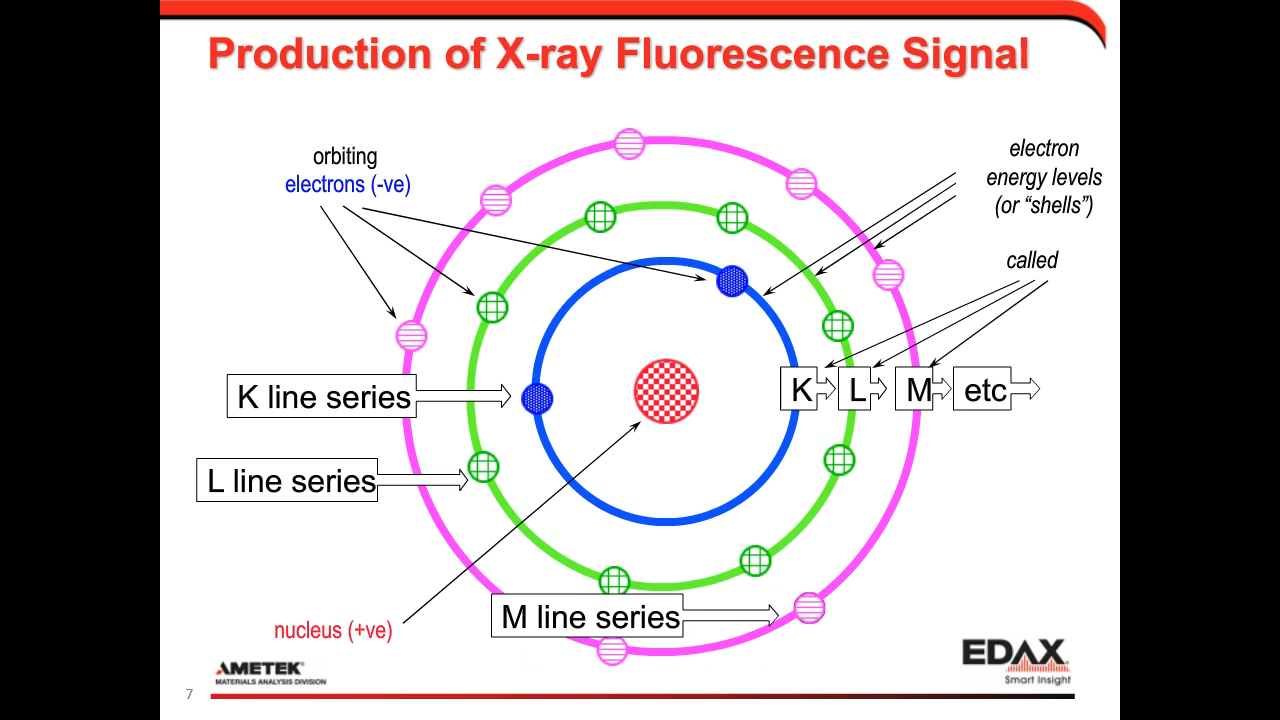 Production of X-ray Fluorescence Signal
orbiting
electrons (-ve)
electron
energy levels
(or “shells”)
called
K line series
K
L
M
etc
L line series
M line series
nucleus (+ve)
AMETEK®
MATERIALS ANALYSIS DIVISION
EDAX
Smart Insight
7